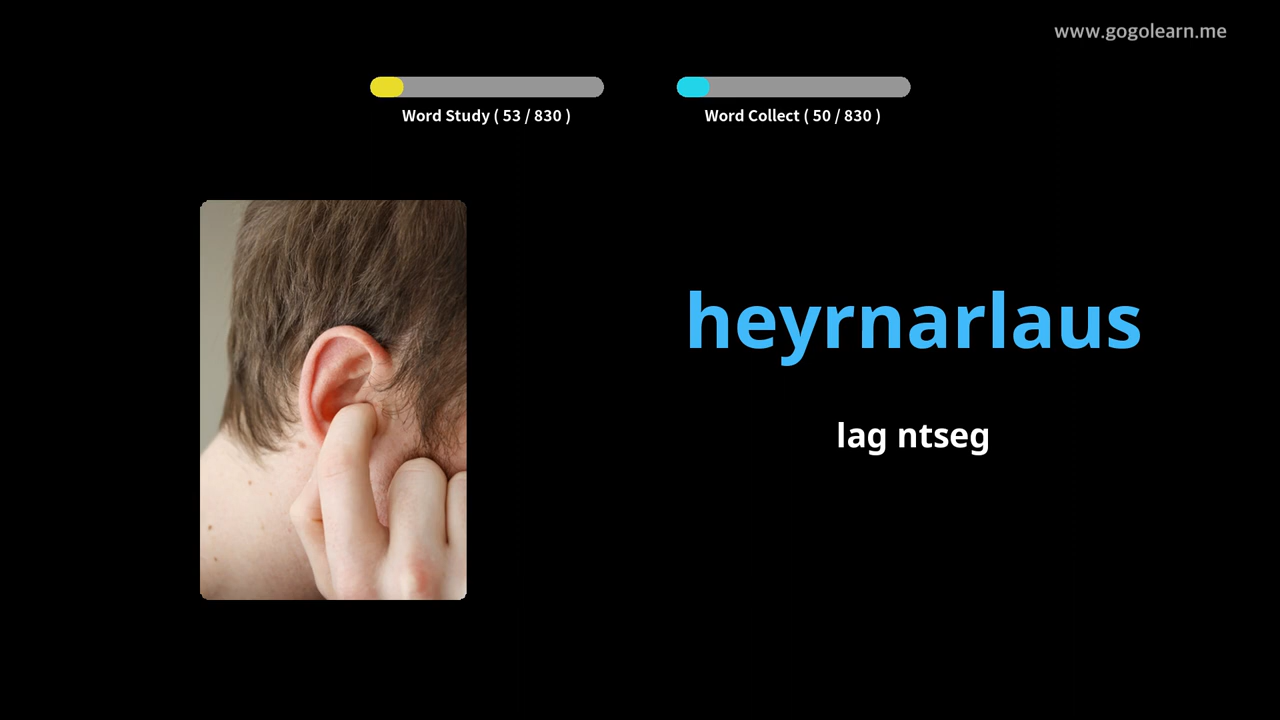 www.gogolearn.me
Word Study ( 53 / 830 )
Word Collect ( 50 / 830 )
heyrnarlaus
lag ntseg